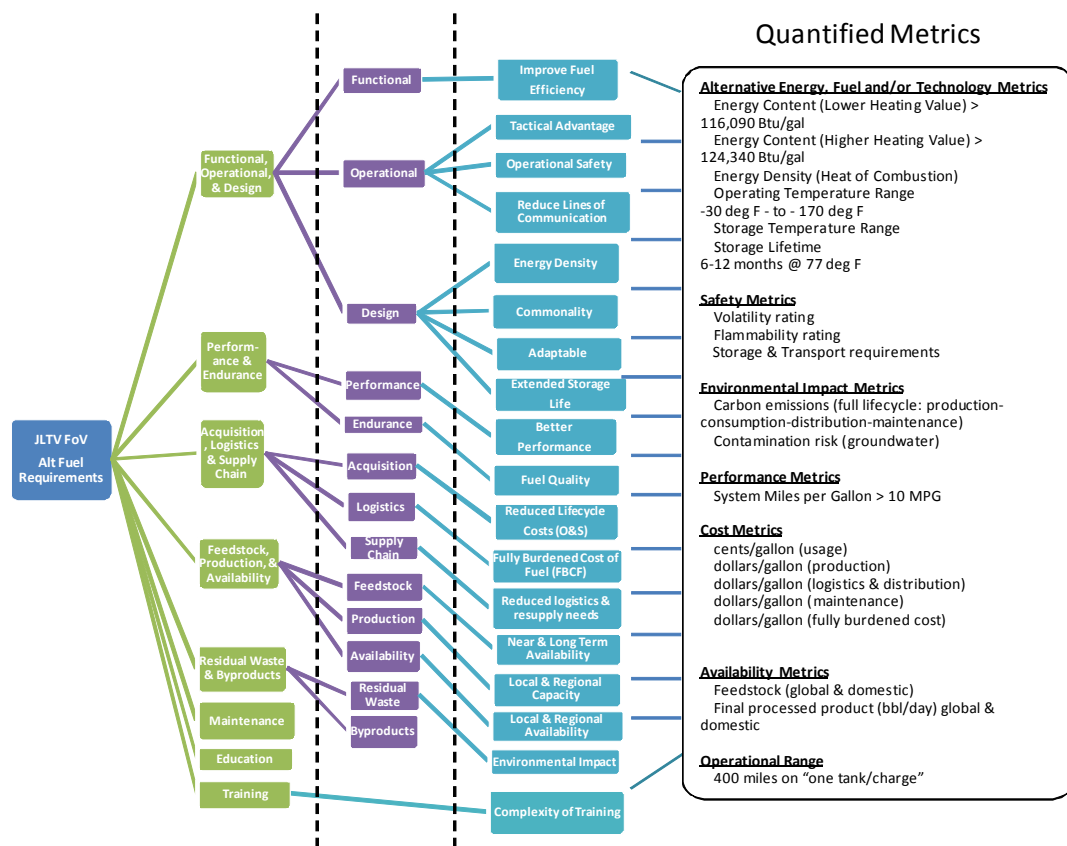 Quantified Metrics
JLTV FoV
Alt Fuel
Requirements
Functional,
Operational,
& Design
Perform-
ance &
Endurance
Acquisition
, Logistics
& Supply
Chain
Feedstock,
Production, &
Availability
Residual Waste
& Byproducts
Maintenance
Education
Training
Functional
Operational
Design
Performance
Endurance
Acquisition
Logistics
Supply
Chain
Feedstock
Production
Availability
Residual
Waste
Byproducts
Improve Fuel
Efficiency
Tactical Advantage
Operational Safety
Reduce Lines of
Communication
Energy Density
Commonality
Adaptable
Extended Storage
Life
Better
Performance
Fuel Quality
Reduced Lifecycle
Costs (O&S)
Fully Burdened Cost of
Fuel (FBCF)
Reduced logistics &
resupply needs
Near & Long Term
Availability
Local & Regional
Capacity
Local & Regional
Availability
Environmental Impact
Complexity of Training
Alternative Energy, Fuel and/or Technology Metrics
Energy Content (Lower Heating Value) >
116,090 Btu/gal
Energy Content (Higher Heating Value) >
124,340 Btu/gal
Energy Density (Heat of Combustion)
Operating Temperature Range
-30 deg F - to - 170 deg F
Storage Temperature Range
Storage Lifetime
6-12 months @ 77 deg F
Safety Metrics
Volatility rating
Flammability rating
Storage & Transport requirements
Environmental Impact Metrics
Carbon emissions (full lifecycle: production-
consumption-distribution-maintenance)
Contamination risk (groundwater)
Performance Metrics
System Miles per Gallon > 10 MPG
Cost Metrics
cents/gallon (usage)
dollars/gallon (production)
dollars/gallon (logistics & distribution)
dollars/gallon (maintenance)
dollars/gallon (fully burdened cost)
Availability Metrics
Feedstock (global & domestic)
Final processed product (bbl/day) global &
domestic
Operational Range
400 miles on “one tank/charge”